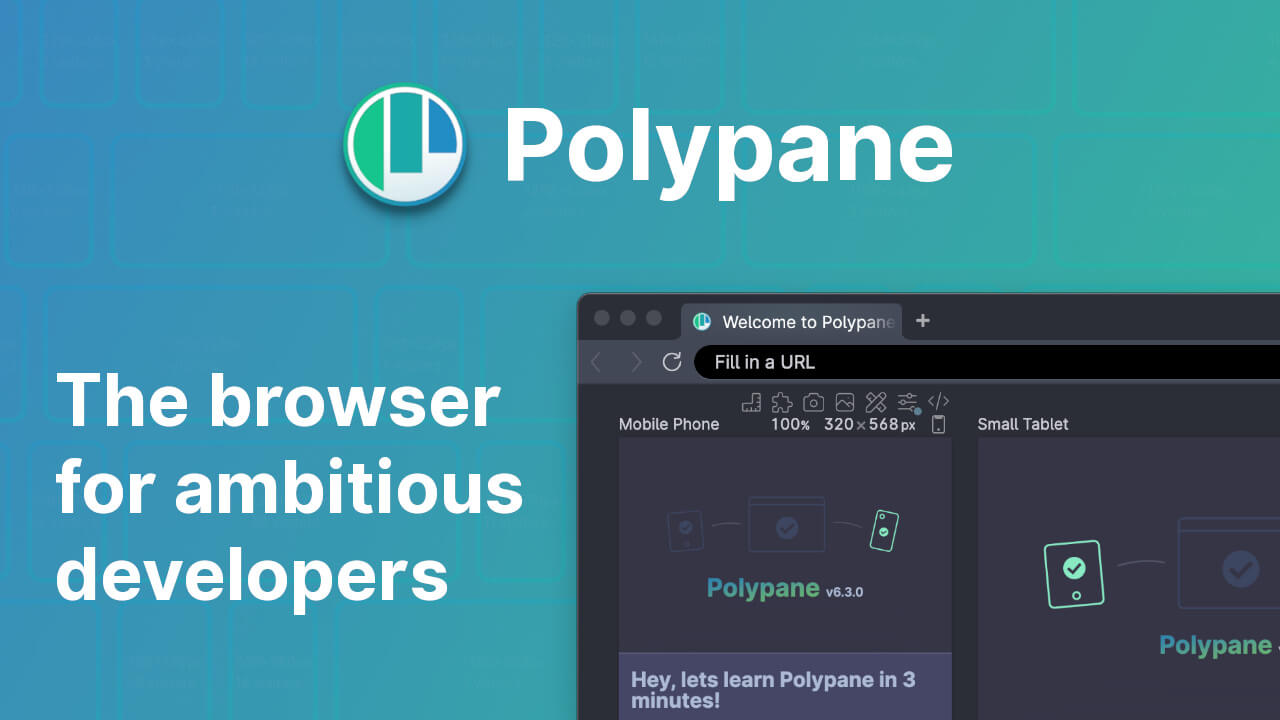 Polypane
The browser
for ambitious
developers
Welcome to Polypane
Fill in a URL
Mobile Phone 100% 320×568 px
Small Tablet
Polypane v6.3.0
Polypane
Hey, lets learn Polypane in 3
minutes!